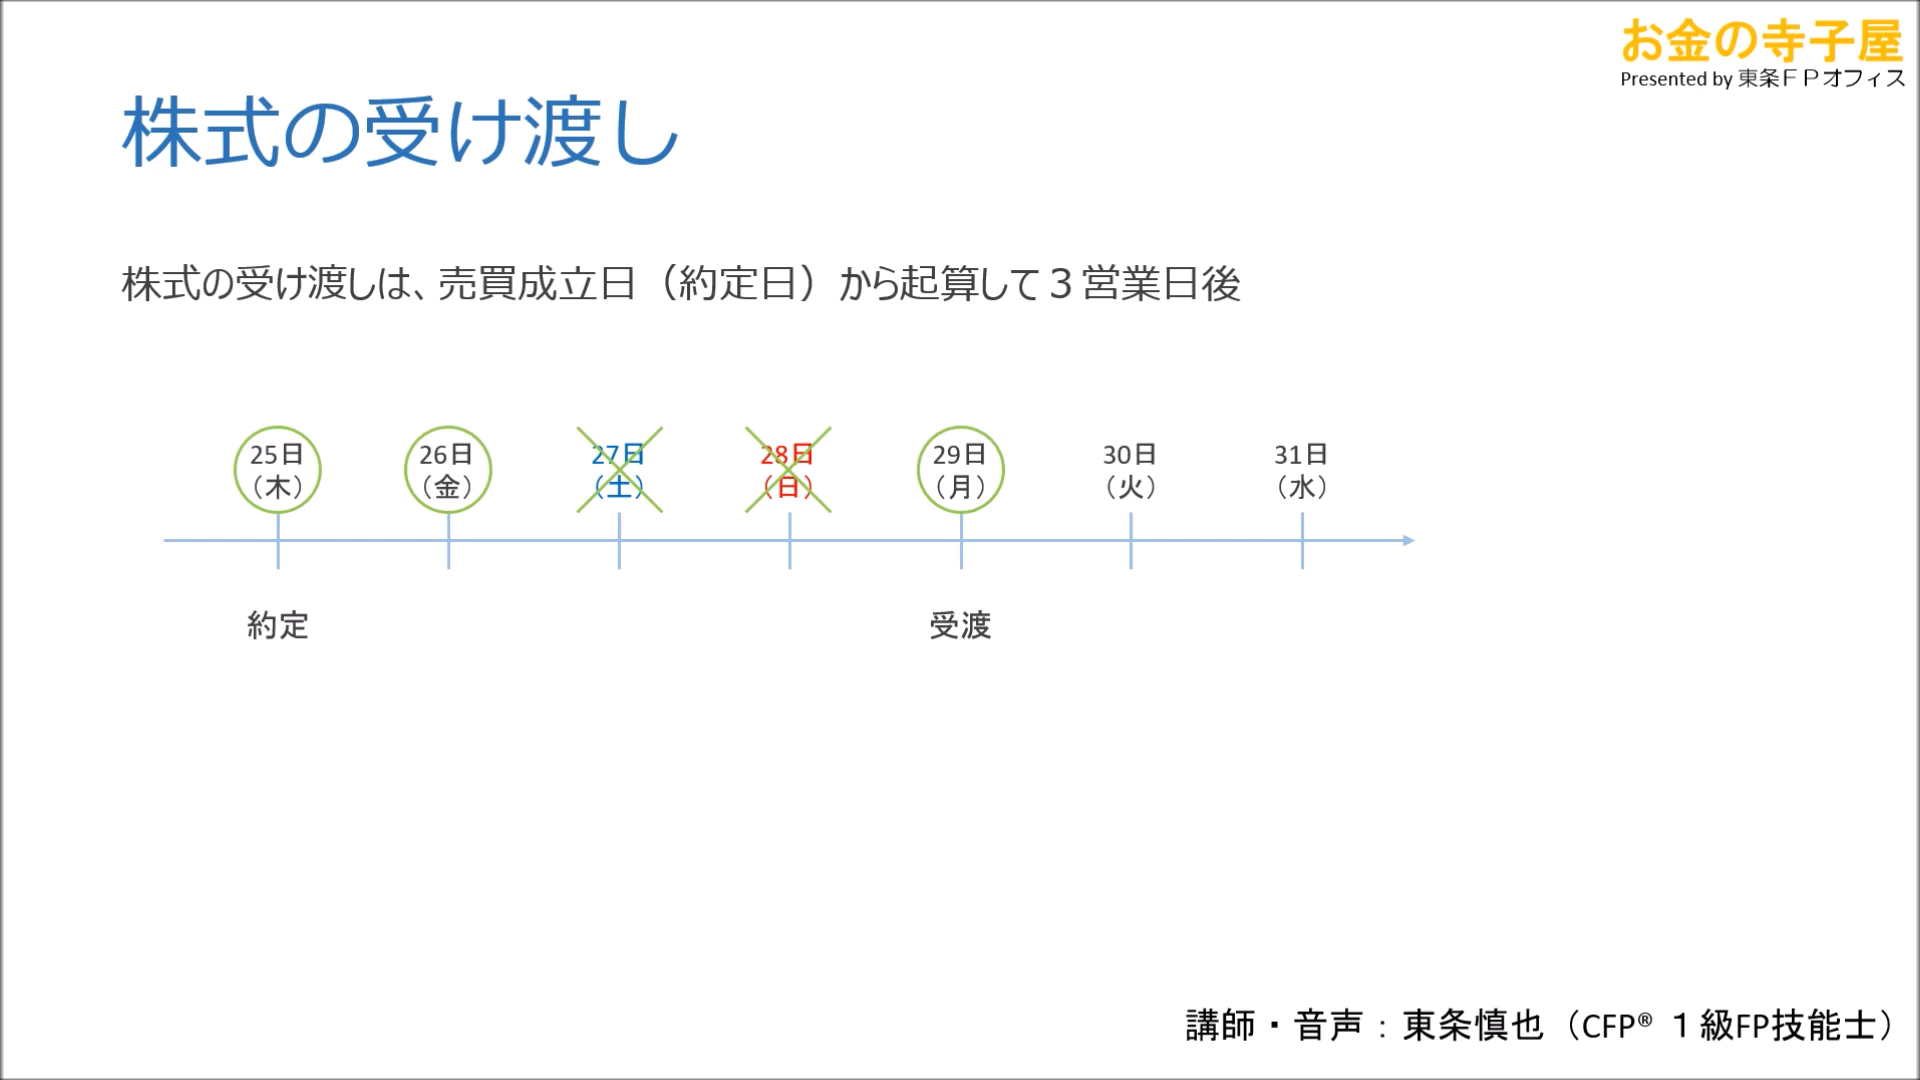 お金の寺子屋
Presented by 東条ＦＰオフィス
株式の受け渡し
株式の受け渡しは、売買成立日（約定日）から起算して３営業日後
25日 26日 27日 28日 29日 30日 31日
（木） （金） （土） （日） （月） （火） （水）
約定 受渡
講師・音声：東条慎也（CFP® １級FP技能士）